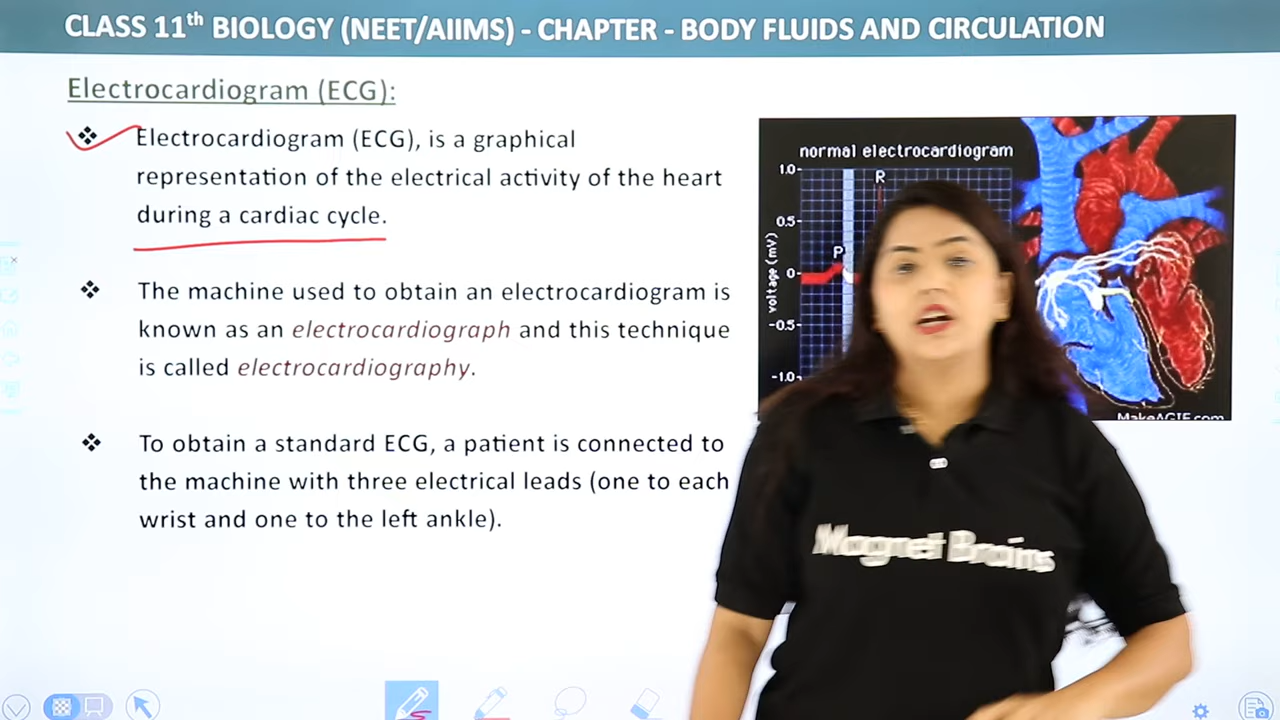 CLASS 11th BIOLOGY (NEET/AIIMS) - CHAPTER - BODY FLUIDS AND CIRCULATION
Electrocardiogram (ECG):
❖ Electrocardiogram (ECG), is a graphical
representation of the electrical activity of the heart
during a cardiac cycle.
❖ The machine used to obtain an electrocardiogram is
known as an electrocardiograph and this technique
is called electrocardiography.
❖ To obtain a standard ECG, a patient is connected to
the machine with three electrical leads (one to each
wrist and one to the left ankle).
normal electrocardiogram
1.0
R
0.5
P
0
-0.5
-1.0
voltage (mV)
MakeAGIF.com
Magnet Brains